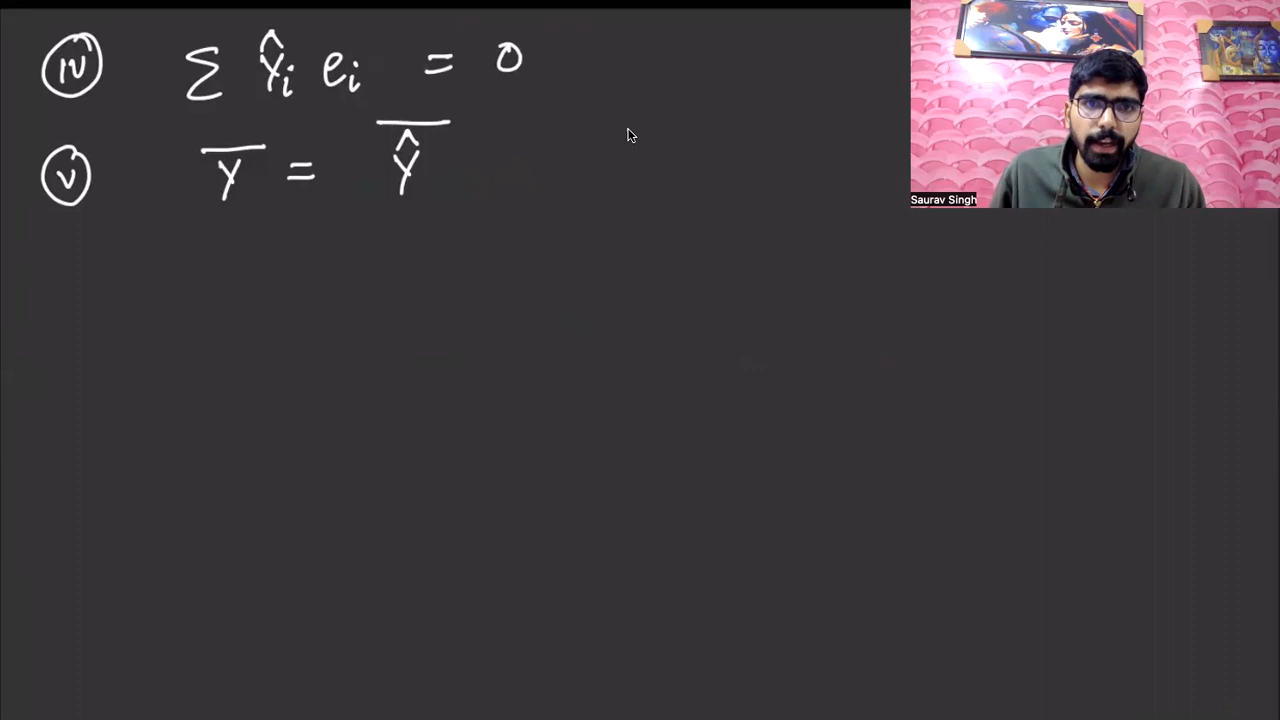 (iv) Σ Ŷᵢ eᵢ = 0
(v) Y̅ = Ŷ̅
Saurav Singh